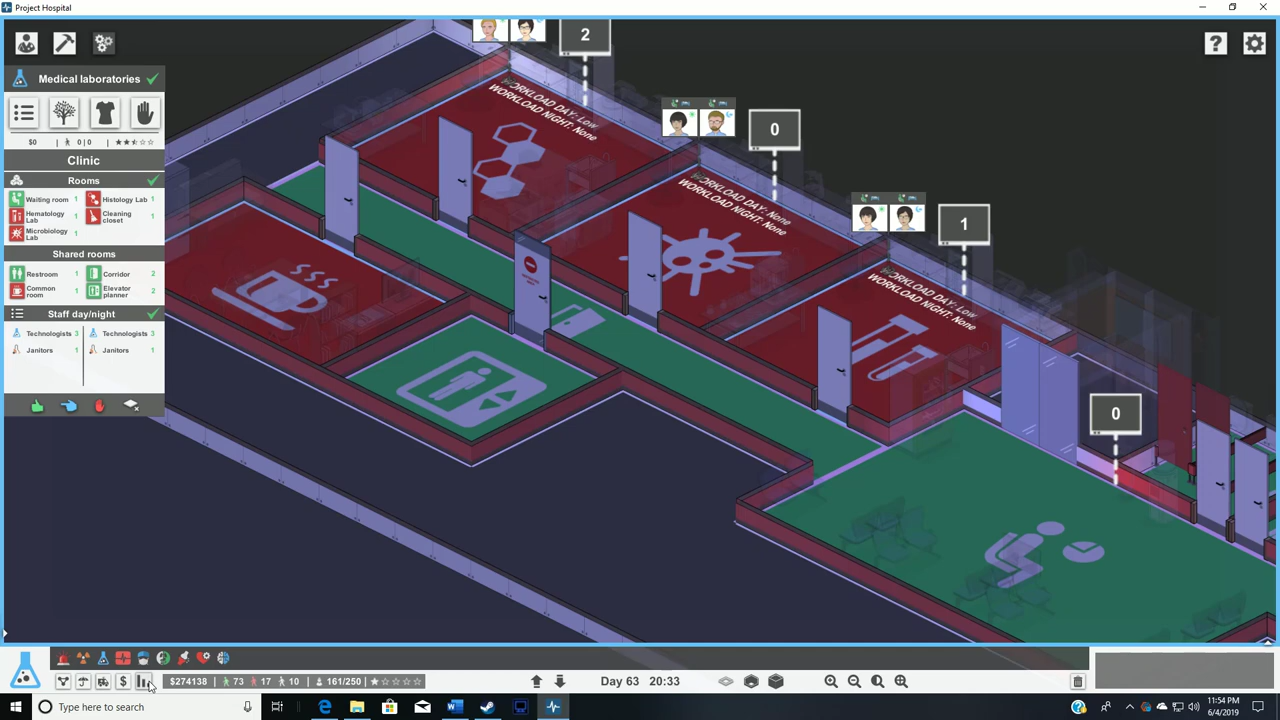 Project Hospital
2
WORKLOAD DAY: Low
WORKLOAD NIGHT: None
0
WORKLOAD DAY: None
WORKLOAD NIGHT: None
1
WORKLOAD DAY: Low
WORKLOAD NIGHT: None
0
?
Medical laboratories
$0 | 0 | 0 |
Clinic
Rooms
Waiting room 1
Histology Lab 1
Hematology Lab 1
Cleaning closet 1
Microbiology Lab 1
Shared rooms
Restroom 1
Corridor 2
Common room 1
Elevator planner 2
Staff day/night
Technologists 3
Technologists 3
Janitors 1
Janitors 1
$
$274138 | 73 17 10 | 161/250
Day 63 20:33
Type here to search
11:54 PM
6/4/2019